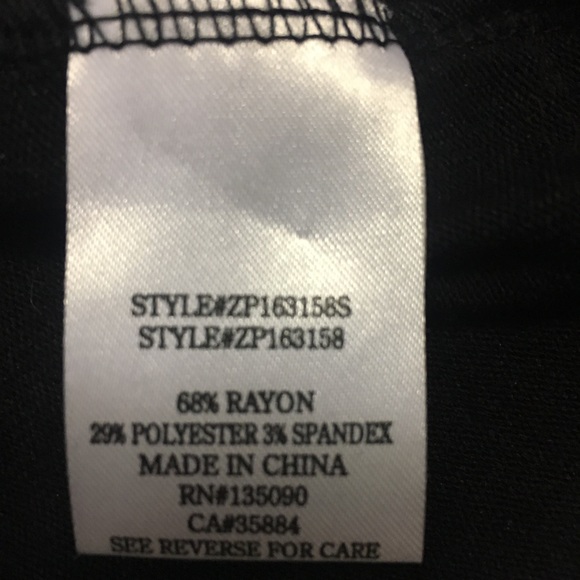 STYLE#ZP163158S
STYLE#ZP163158
68% RAYON
29% POLYESTER 3% SPANDEX
MADE IN CHINA
RN#135090
CA#35884
SEE REVERSE FOR CARE